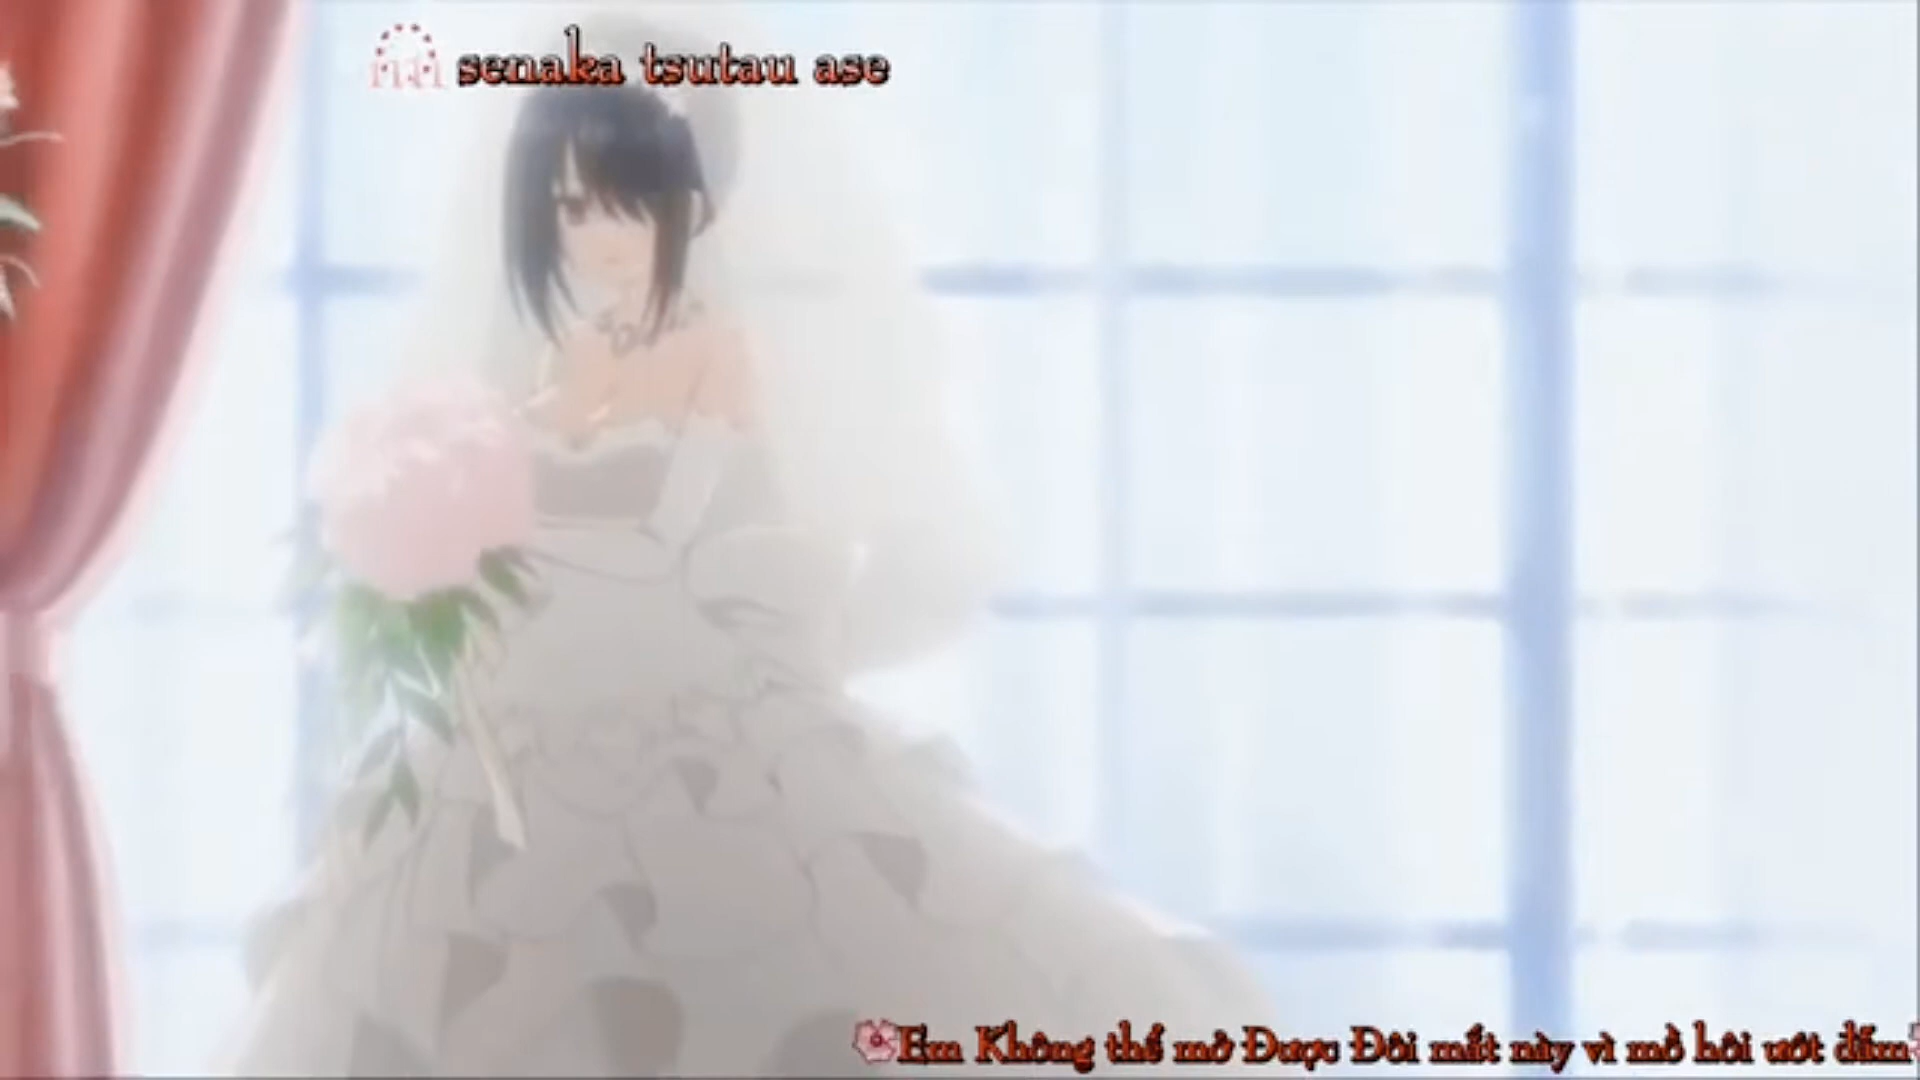 senaka tsutau ase
Em Không thể mở Được Đôi mắt này vì mồ hôi ướt đẫm